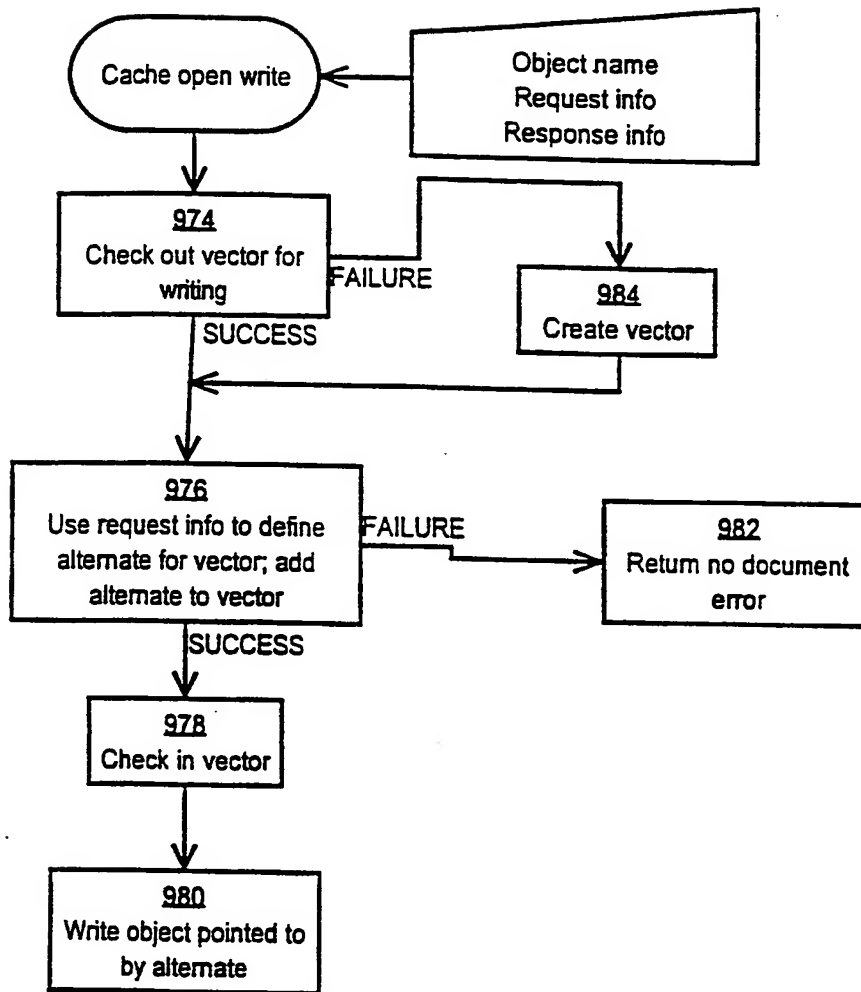 Cache open write
Object name
Request info
Response info
974
Check out vector for
writing
FAILURE
SUCCESS
984
Create vector
976
Use request info to define
alternate for vector; add
alternate to vector
FAILURE
SUCCESS
982
Return no document
error
978
Check in vector
980
Write object pointed to
by alternate